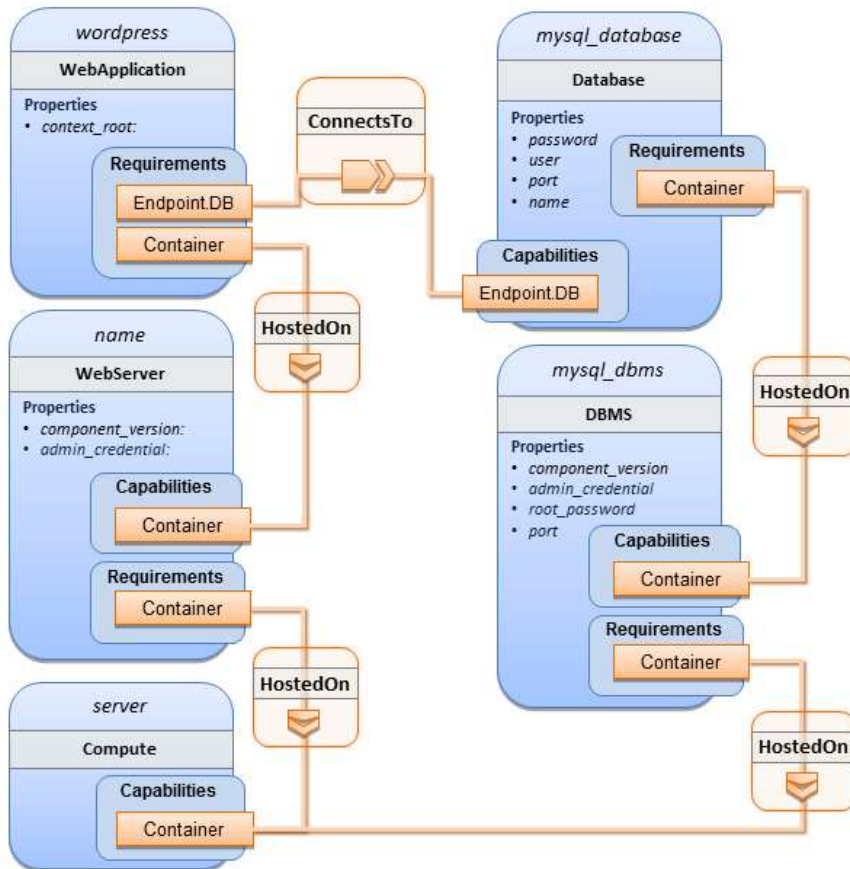 wordpress
WebApplication
Properties
• context_root:
Requirements
Endpoint.DB
Container
ConnectsTo
mysql_database
Database
Properties
• password
• user
• port
• name
Requirements
Container
Capabilities
Endpoint.DB
HostedOn
name
WebServer
Properties
• component_version:
• admin_credential:
Capabilities
Container
Requirements
Container
HostedOn
mysql_dbms
DBMS
Properties
• component_version
• admin_credential
• root_password
• port
Capabilities
Container
Requirements
Container
HostedOn
server
Compute
Capabilities
Container
HostedOn